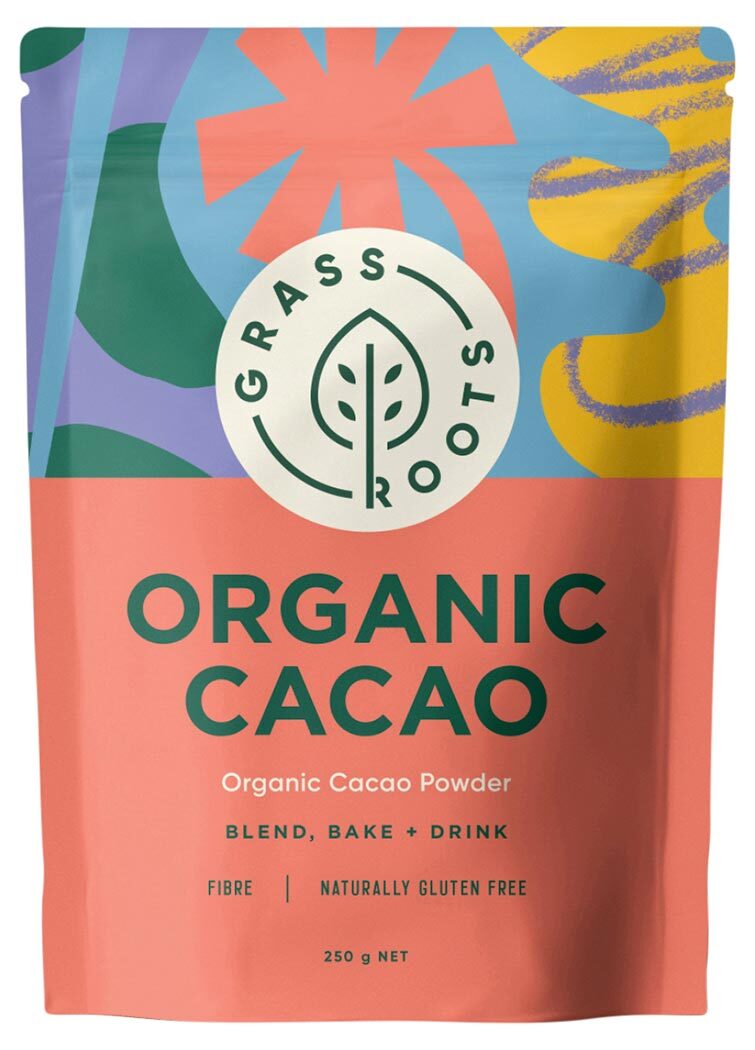 GRASS
ROOTS
ORGANIC
CACAO
Organic Cacao Powder
BLEND, BAKE + DRINK
FIBRE | NATURALLY GLUTEN FREE
250 g NET